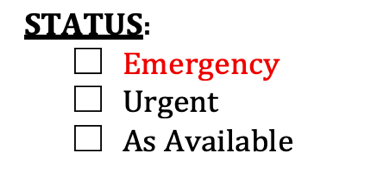 STATUS:
☐ Emergency
☐ Urgent
☐ As Available